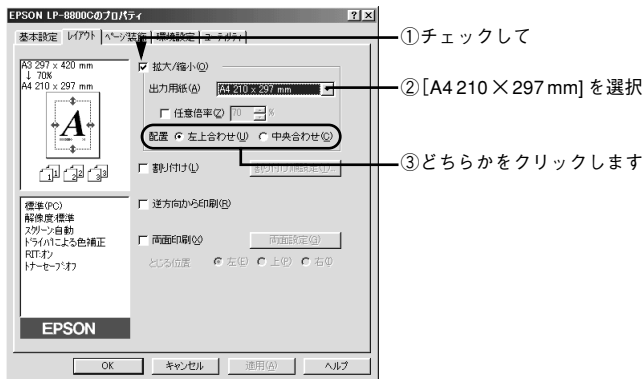 EPSON LP-8800Cのプロパティ
基本設定 レイアウト ページ装飾 環境設定 ユーティリティ
A3 297 x 420 mm
↓ 70%
A4 210 x 297 mm
A
1 1 2 2 3 3
標準(PC)
解像度:標準
スクリーン:自動
ドライバによる色補正
RIT:オン
トナーセーブ:オフ
EPSON
拡大/縮小(O)
出力用紙(A) A4 210 x 297 mm
任意倍率(Z) 70 %
配置 左上合わせ(U) 中央合わせ(C)
割り付け(L)
逆方向から印刷(R)
両面印刷(X) 両面設定(G)
とじる位置 左(E) 上(P) 右(I)
OK キャンセル 適用(A) ヘルプ
①チェックして
②[A4 210×297mm]を選択
③どちらかをクリックします